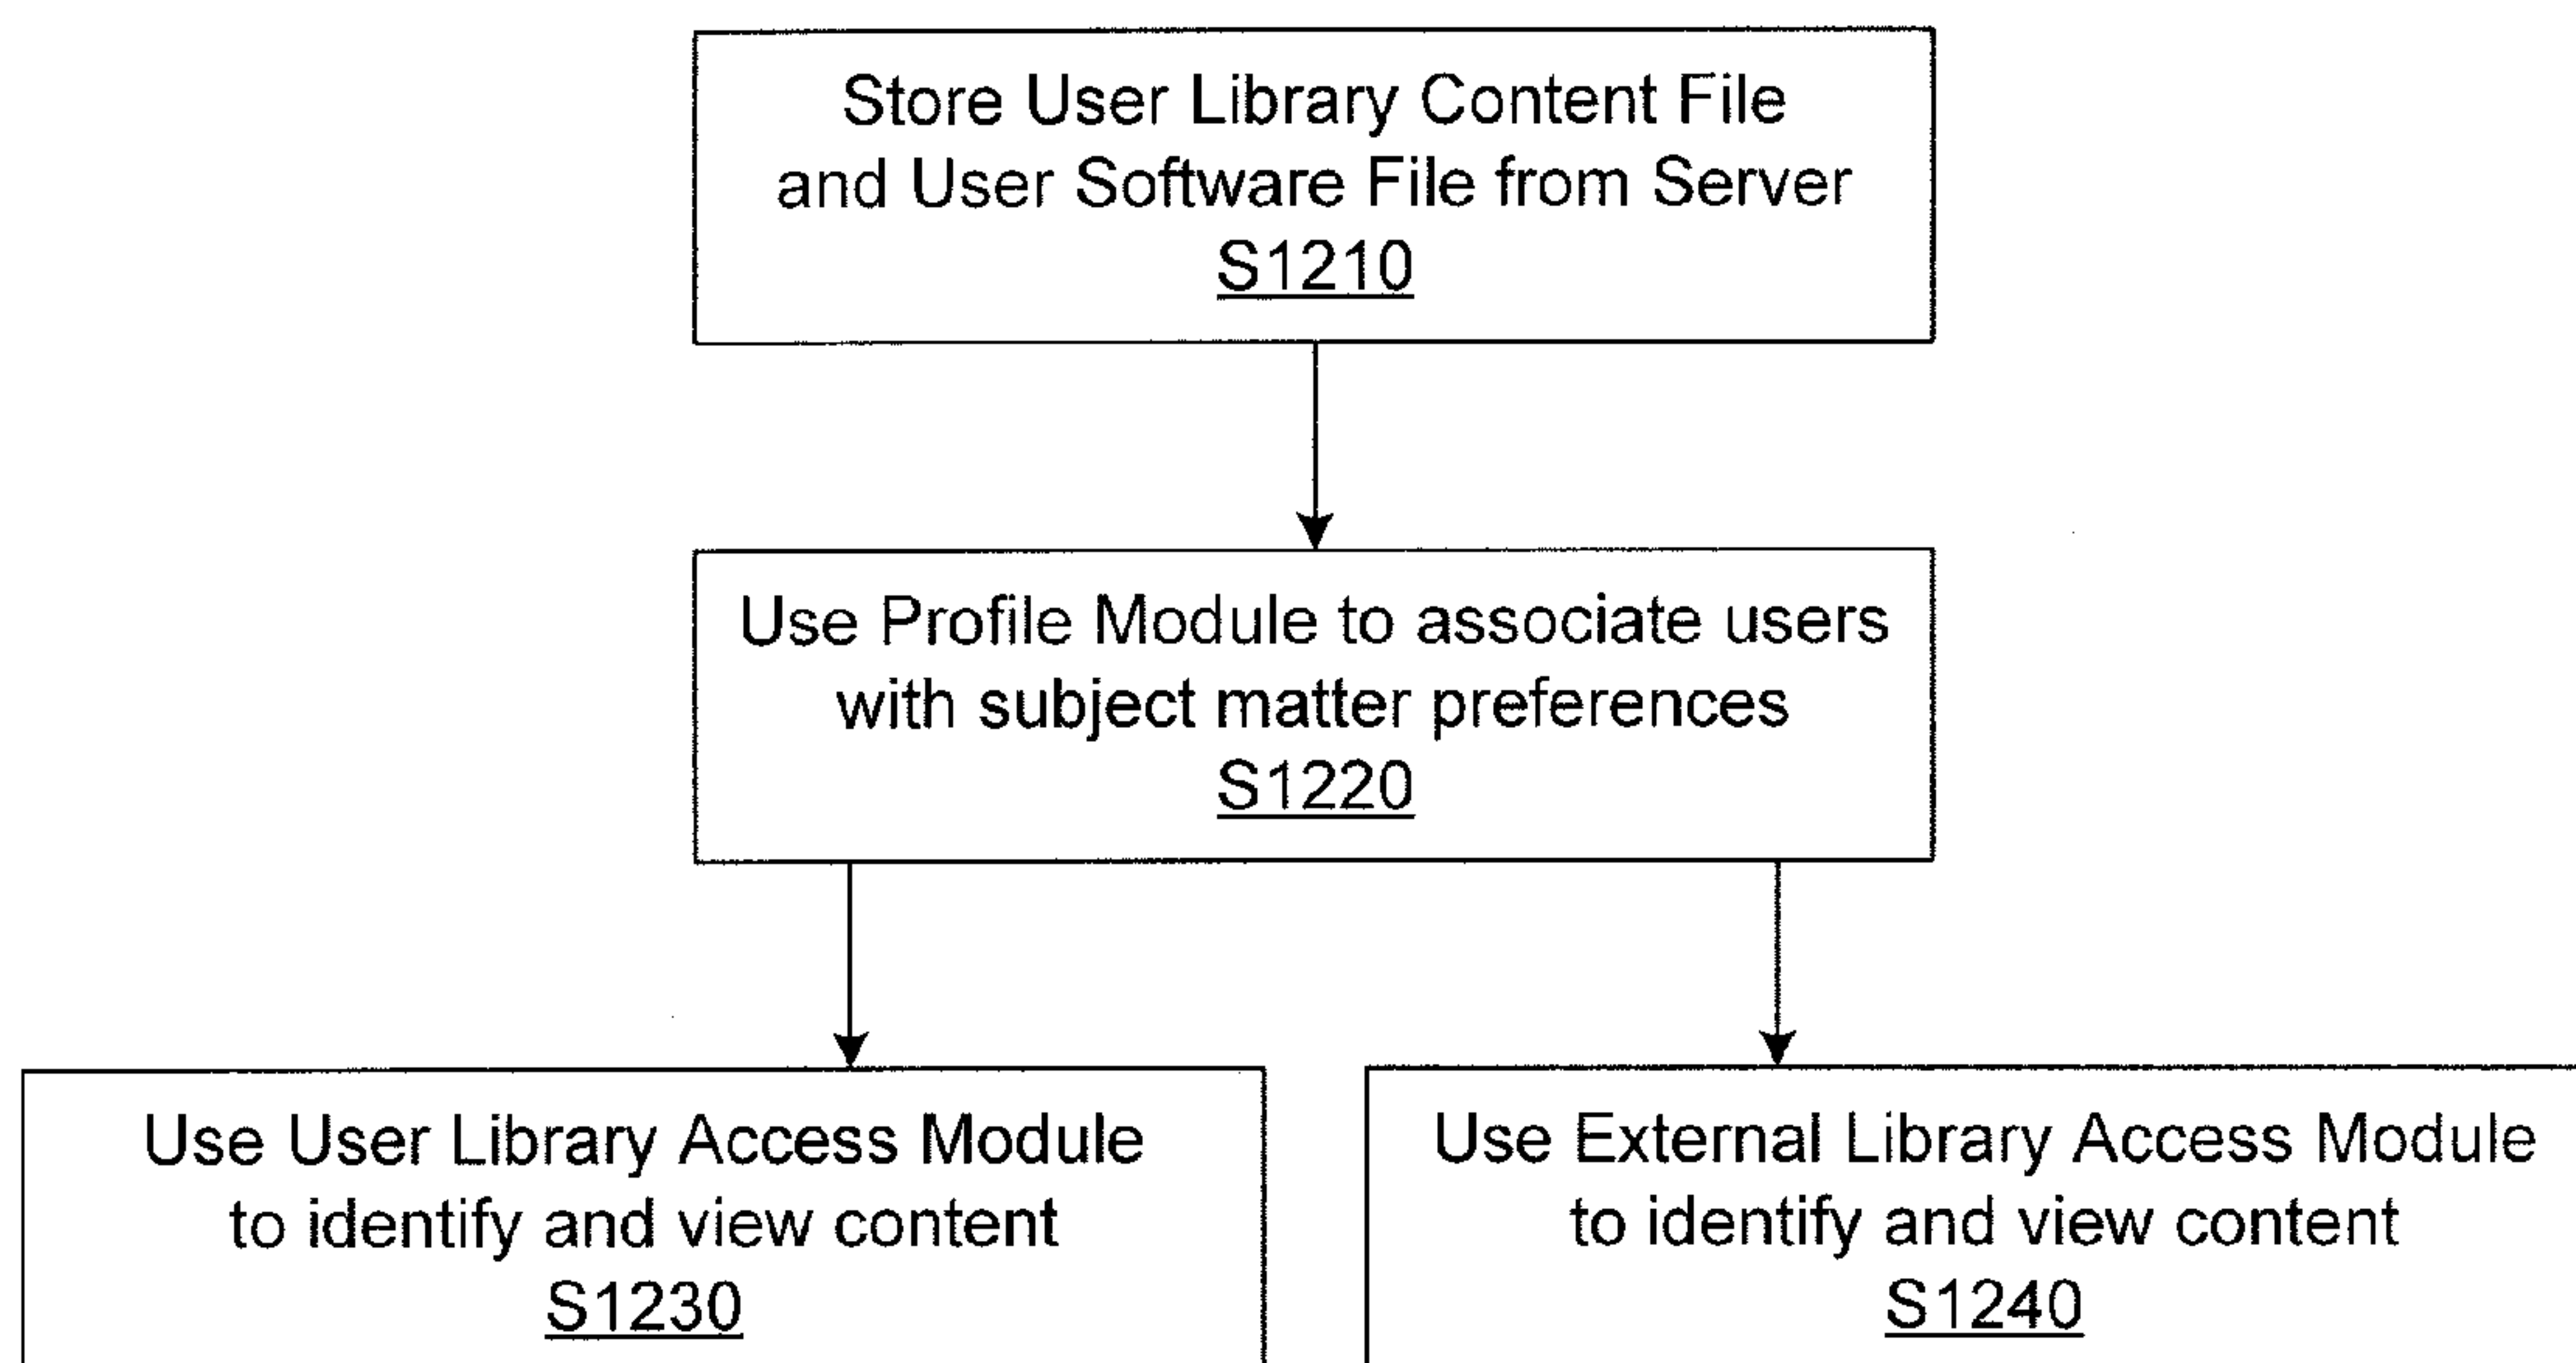 Store User Library Content File
and User Software File from Server
S1210
Use Profile Module to associate users
with subject matter preferences
S1220
Use User Library Access Module
to identify and view content
S1230
Use External Library Access Module
to identify and view content
S1240